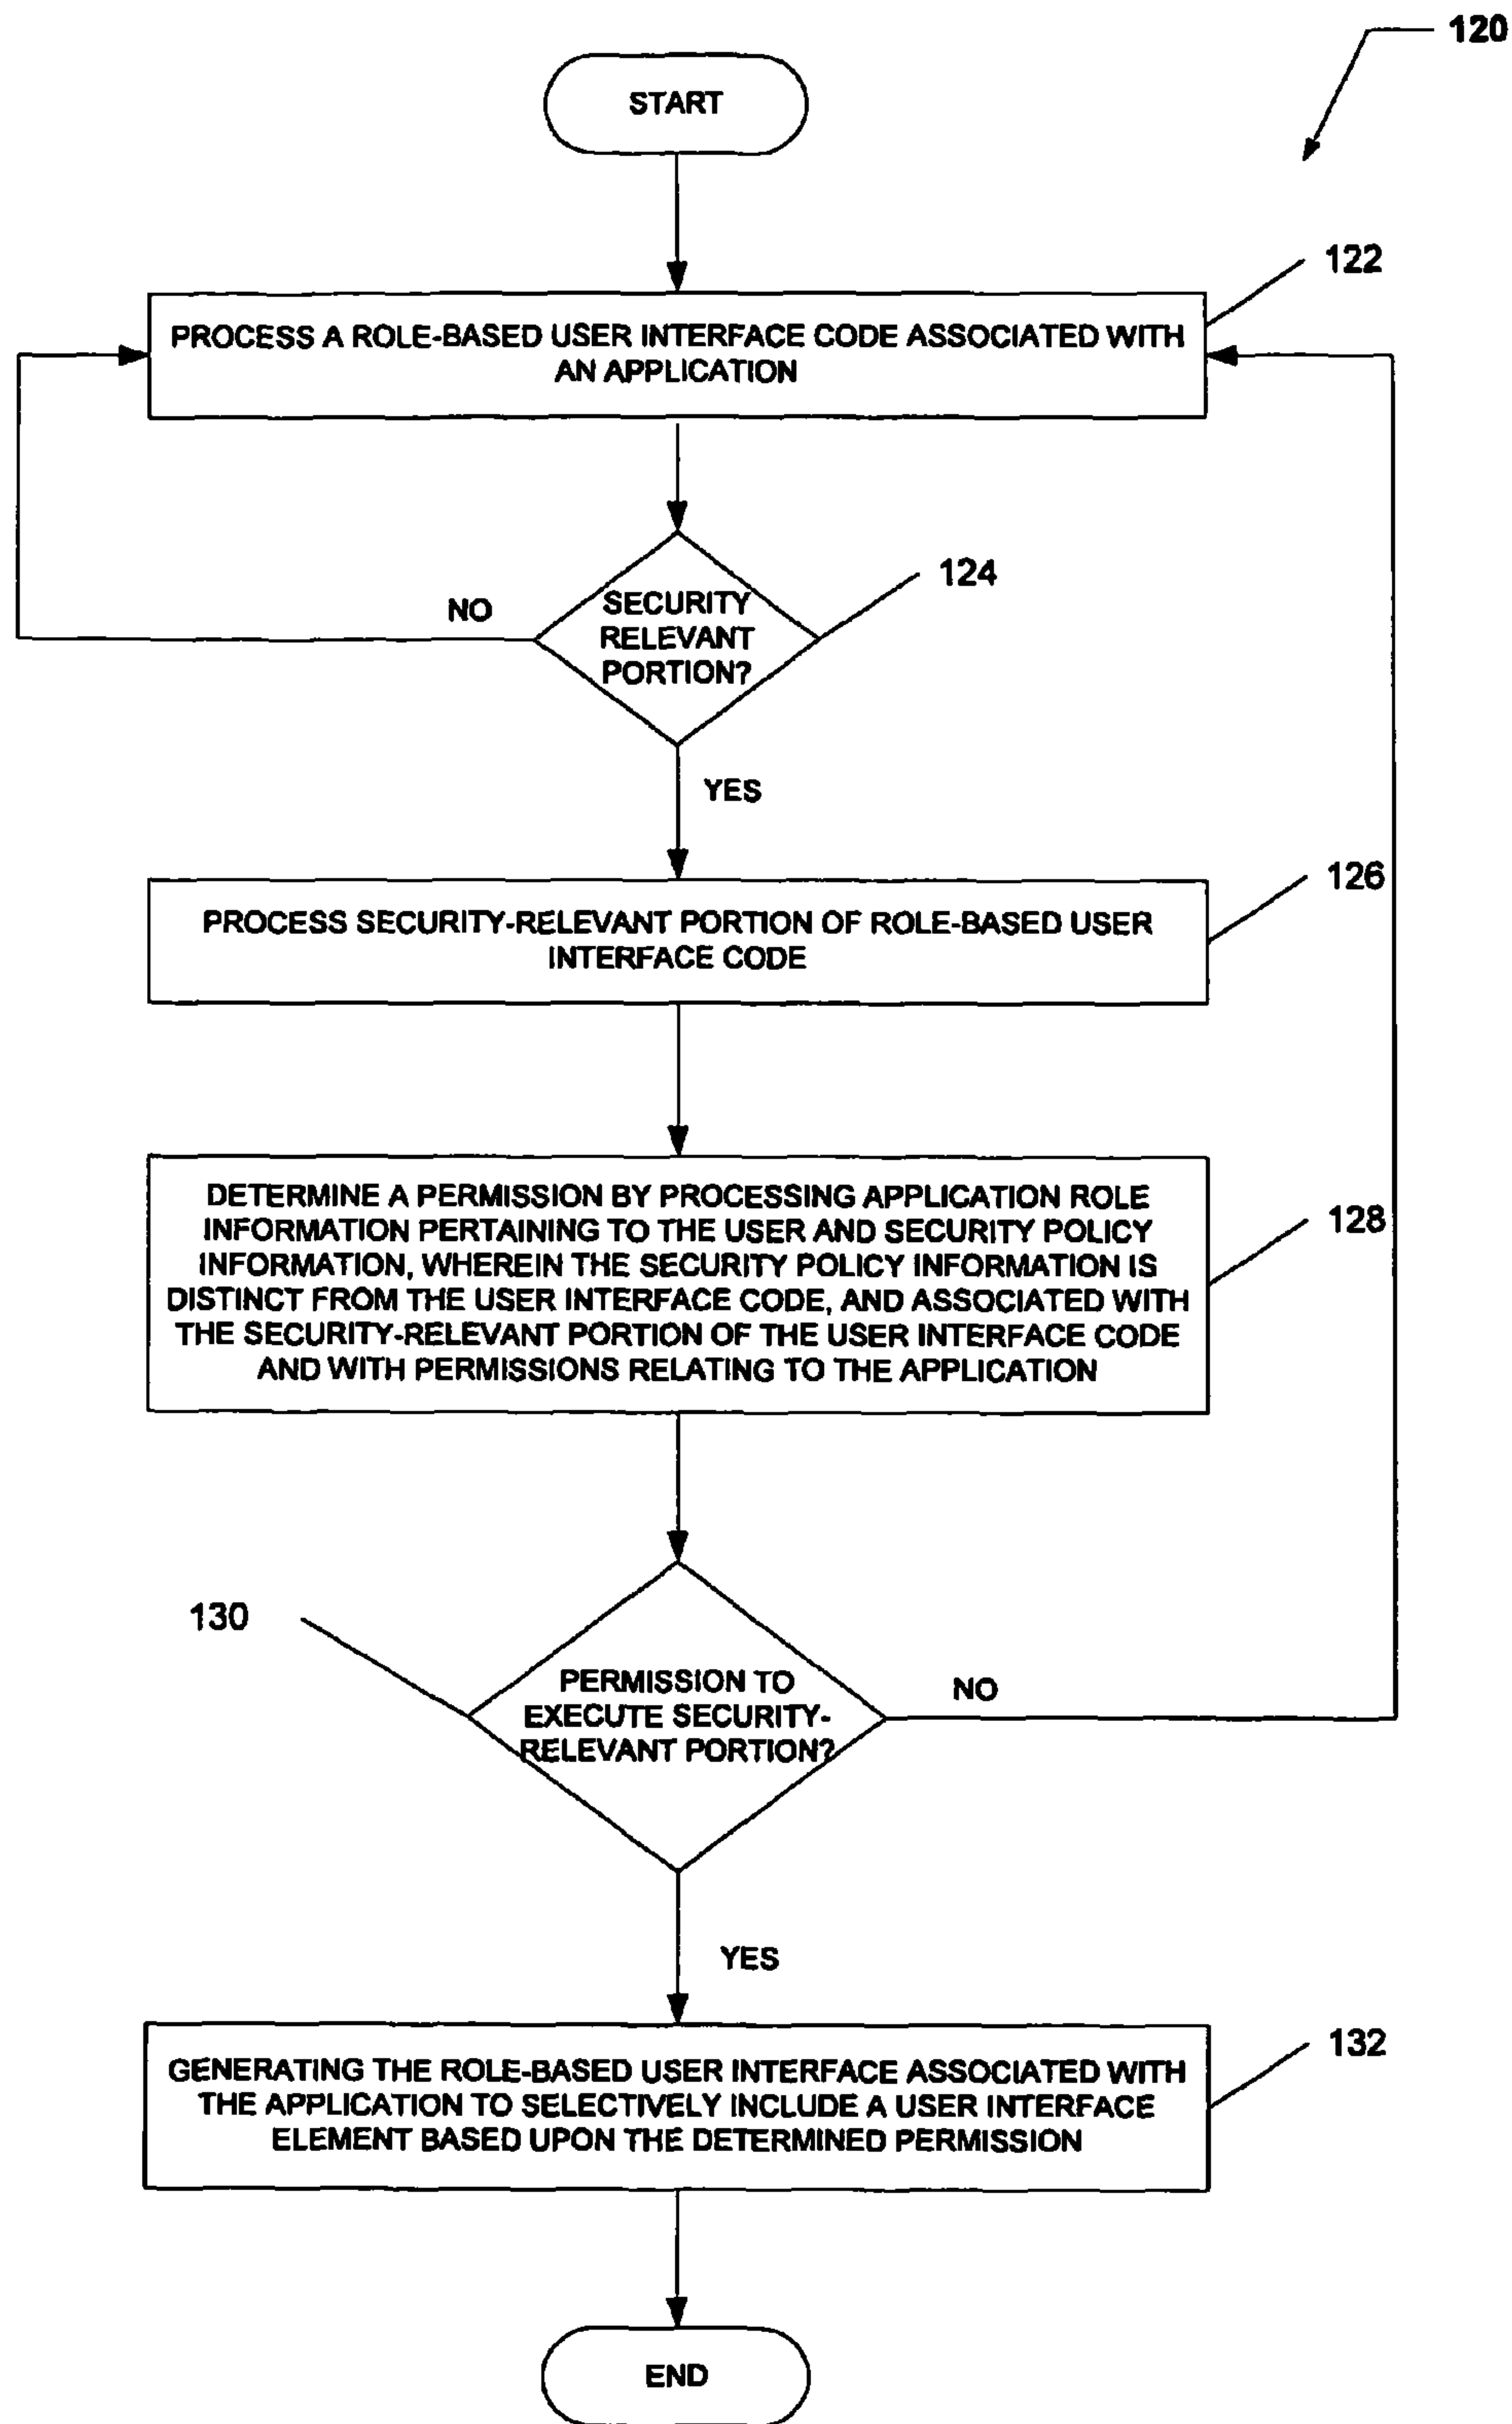 120
START
122
PROCESS A ROLE-BASED USER INTERFACE CODE ASSOCIATED WITH
AN APPLICATION
124
SECURITY
RELEVANT
PORTION?
NO
YES
126
PROCESS SECURITY-RELEVANT PORTION OF ROLE-BASED USER
INTERFACE CODE
128
DETERMINE A PERMISSION BY PROCESSING APPLICATION ROLE
INFORMATION PERTAINING TO THE USER AND SECURITY POLICY
INFORMATION, WHEREIN THE SECURITY POLICY INFORMATION IS
DISTINCT FROM THE USER INTERFACE CODE, AND ASSOCIATED WITH
THE SECURITY-RELEVANT PORTION OF THE USER INTERFACE CODE
AND WITH PERMISSIONS RELATING TO THE APPLICATION
130
PERMISSION TO
EXECUTE SECURITY-
RELEVANT PORTION?
NO
YES
132
GENERATING THE ROLE-BASED USER INTERFACE ASSOCIATED WITH
THE APPLICATION TO SELECTIVELY INCLUDE A USER INTERFACE
ELEMENT BASED UPON THE DETERMINED PERMISSION
END